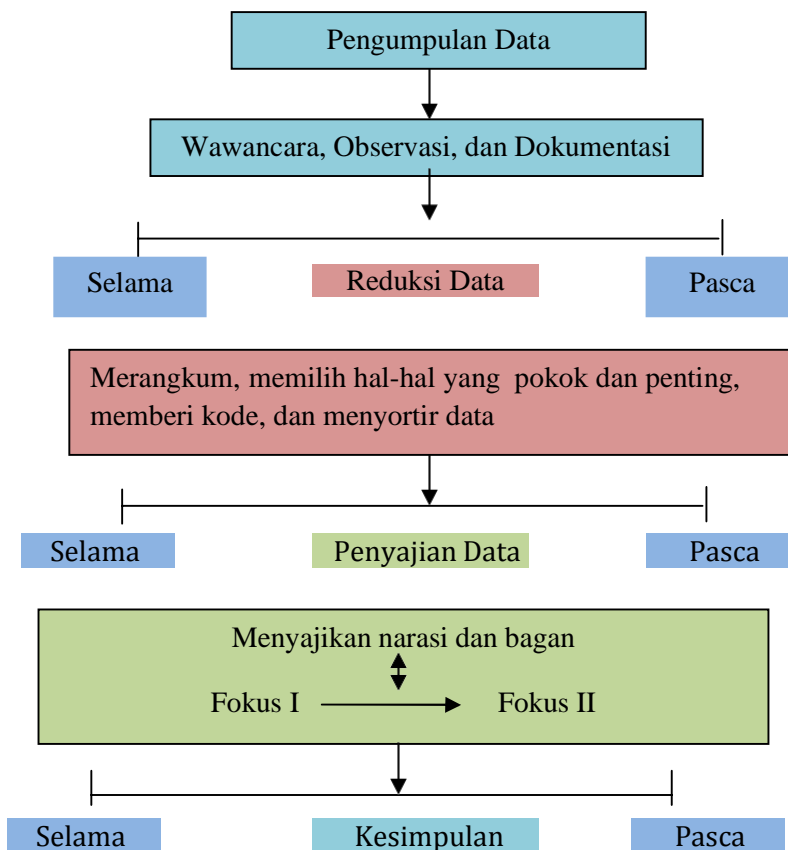 Pengumpulan Data
Wawancara, Observasi, dan Dokumentasi
Selama Reduksi Data Pasca
Merangkum, memilih hal-hal yang pokok dan penting,
memberi kode, dan menyortir data
Selama Penyajian Data Pasca
Menyajikan narasi dan bagan
Fokus I Fokus II
Selama Kesimpulan Pasca